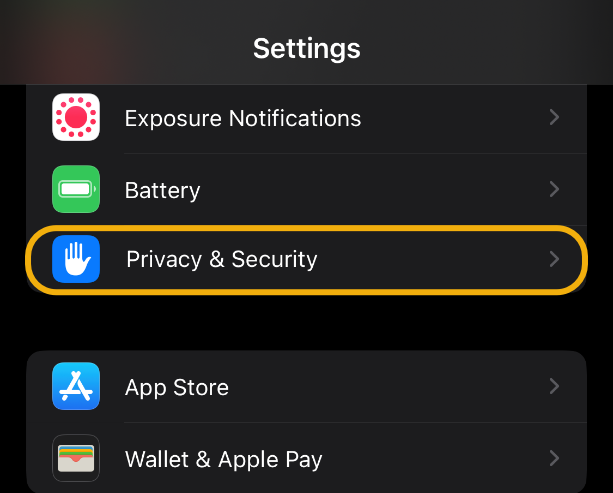 Settings
Exposure Notifications
Battery
Privacy & Security
App Store
Wallet & Apple Pay